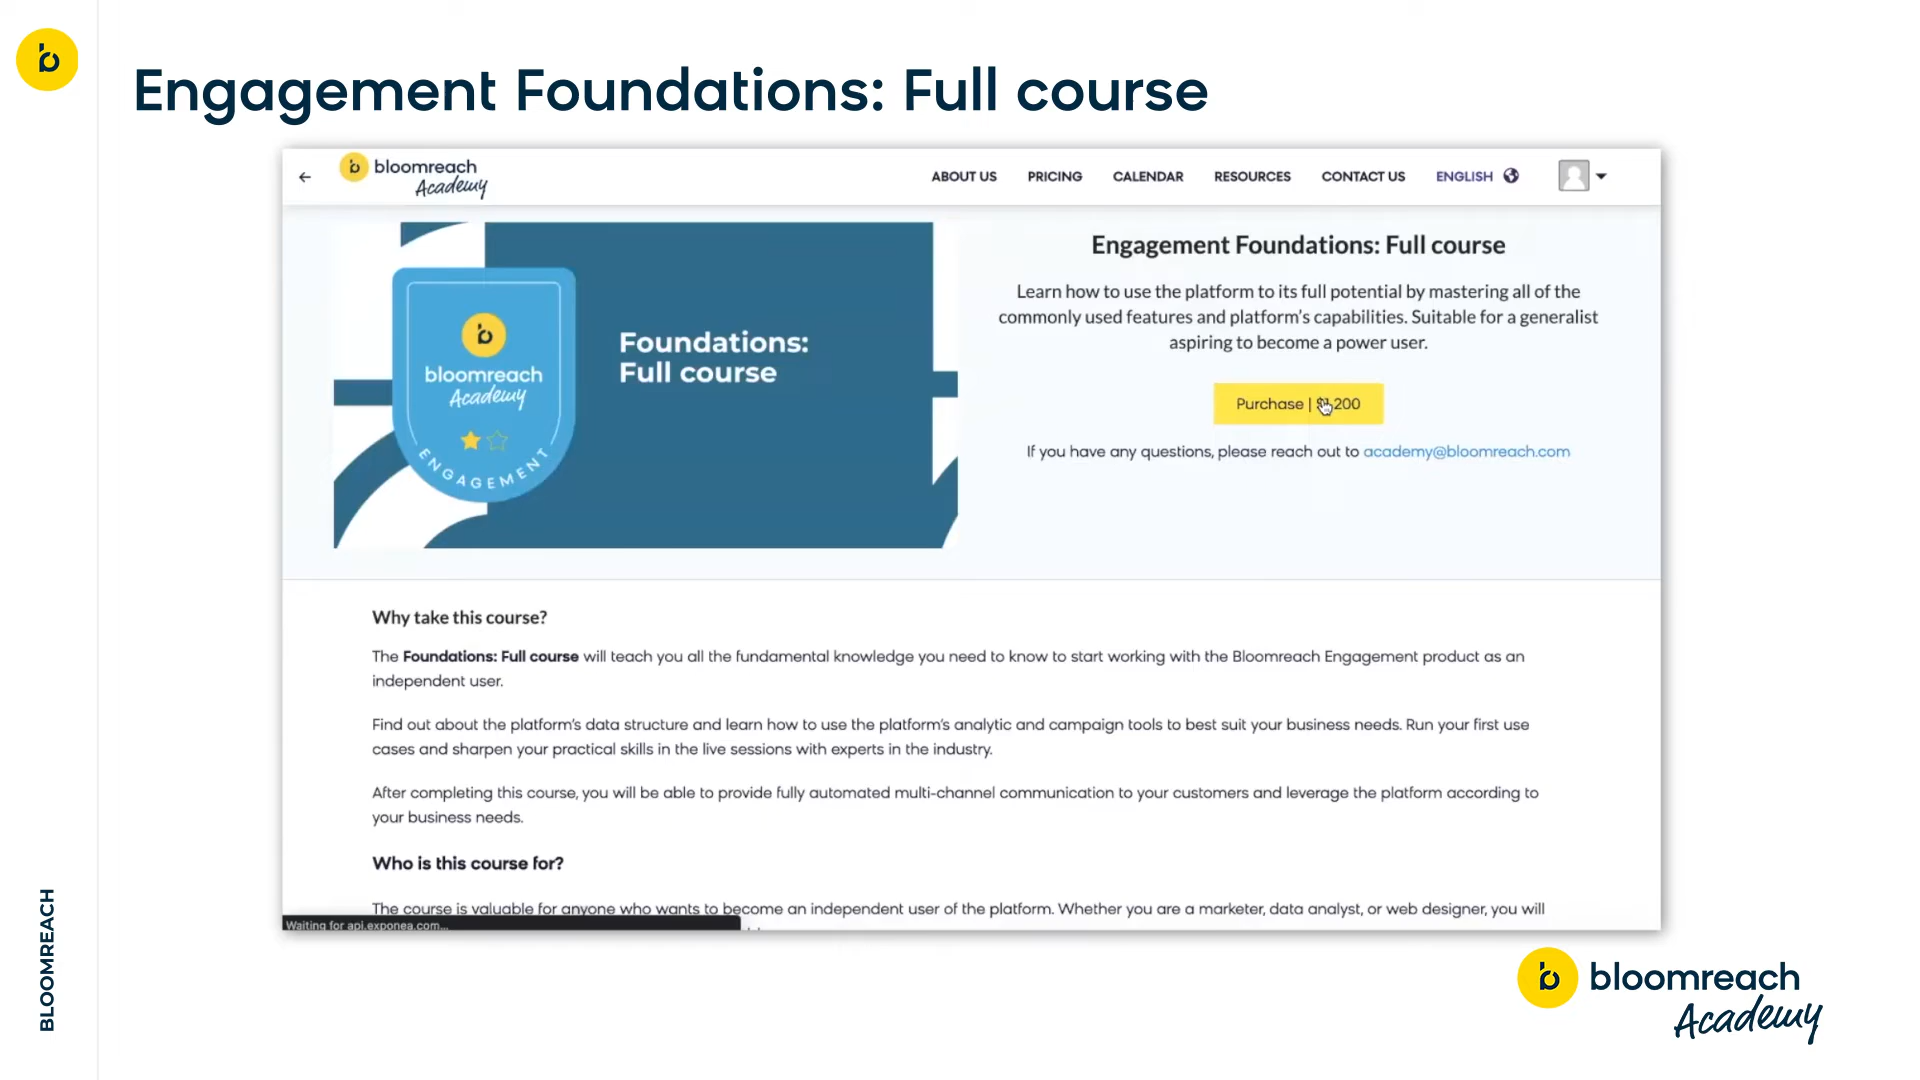 Engagement Foundations: Full course
bloomreach
Academy
ABOUT US
PRICING
CALENDAR
RESOURCES
CONTACT US
ENGLISH
bloomreach
Academy
ENGAGEMENT
Foundations:
Full course
Engagement Foundations: Full course
Learn how to use the platform to its full potential by mastering all of the
commonly used features and platform's capabilities. Suitable for a generalist
aspiring to become a power user.
Purchase |
If you have any questions, please reach out to academy@bloomreach.com
Why take this course?
The Foundations: Full course will teach you all the fundamental knowledge you need to know to start working with the Bloomreach Engagement product as an
independent user.
Find out about the platform's data structure and learn how to use the platform's analytic and campaign tools to best suit your business needs. Run your first use
cases and sharpen your practical skills in the live sessions with experts in the industry.
After completing this course, you will be able to provide fully automated multi-channel communication to your customers and leverage the platform according to
your business needs.
Who is this course for?
The course is valuable for anyone who wants to become an independent user of the platform. Whether you are a marketer, data analyst, or web designer, you will
Waiting for api.exponea.com...
BLOOMREACH
bloomreach
Academy